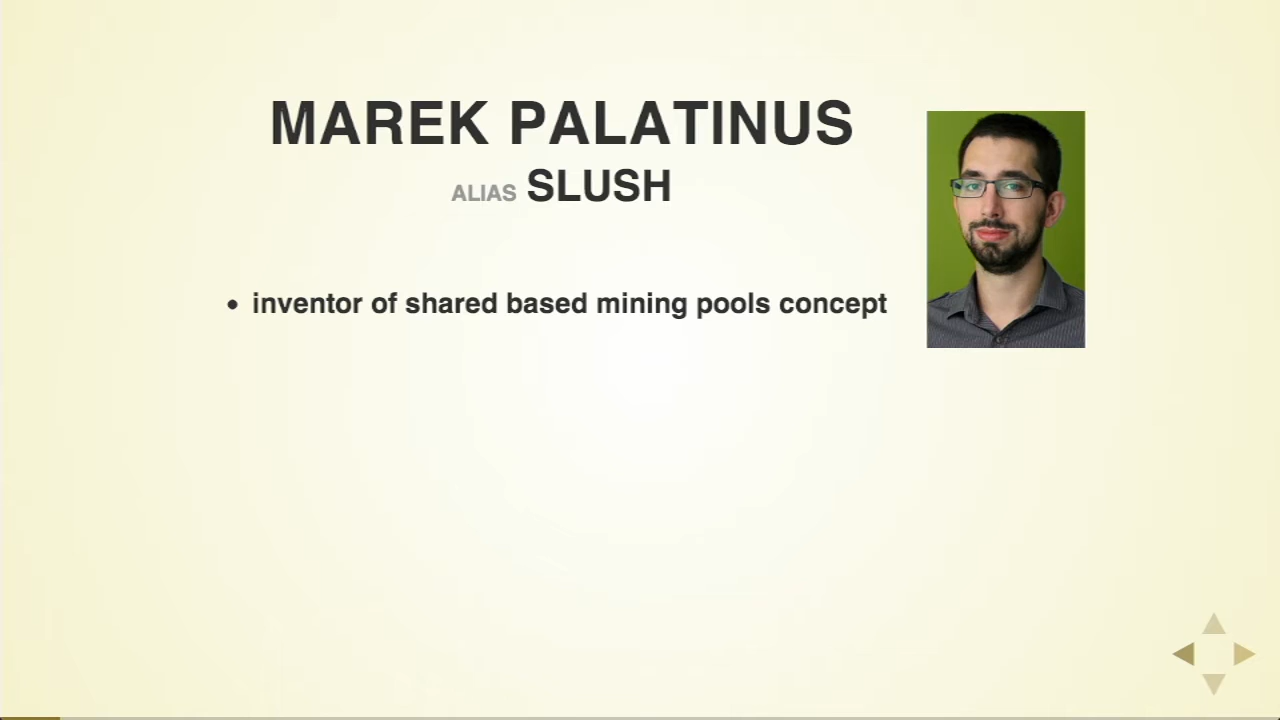 MAREK PALATINUS
ALIAS SLUSH
• inventor of shared based mining pools concept